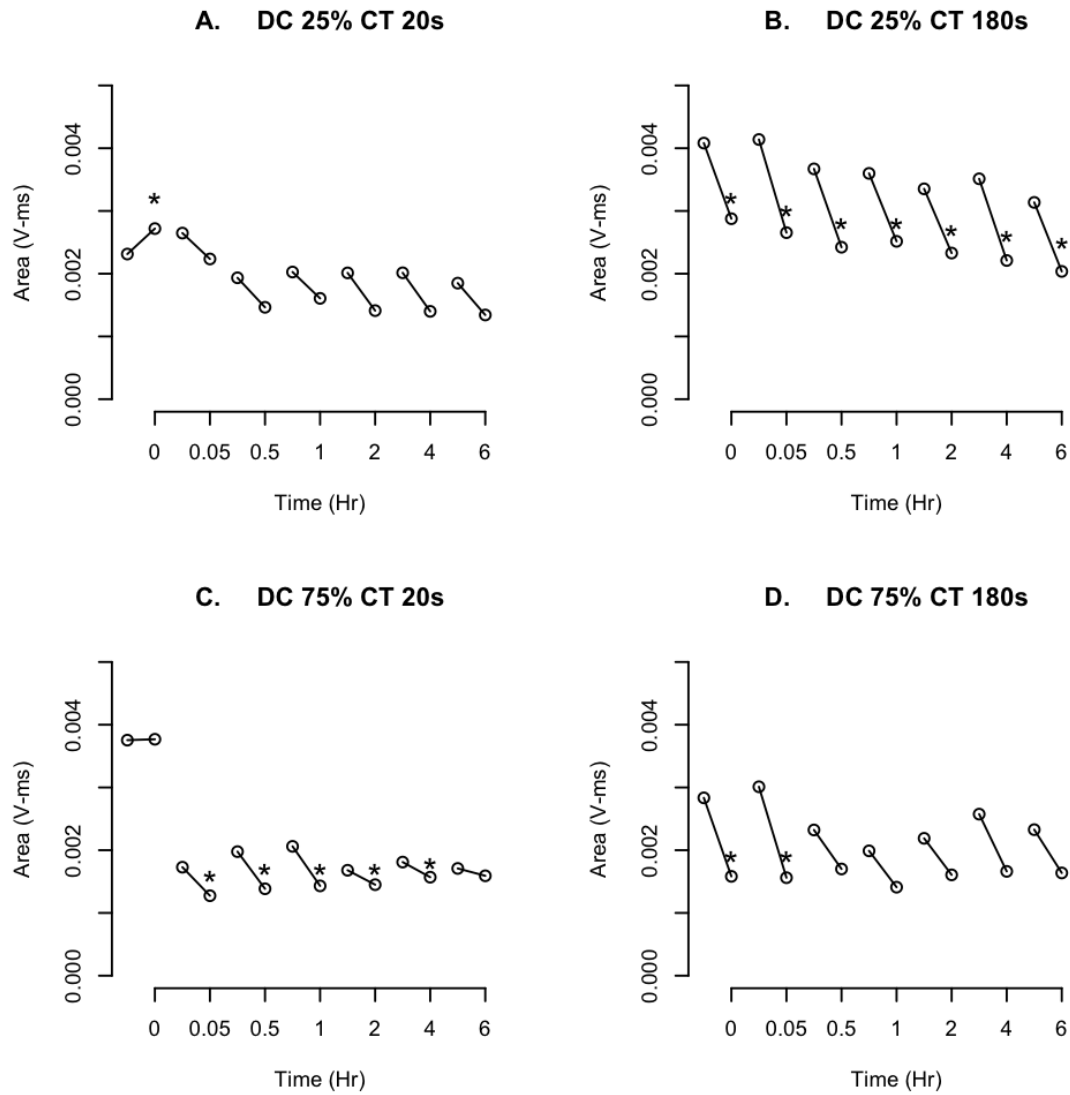 A. DC 25% CT 20s
Area (V-ms)
0.004
0.002
0.000
*
0 0.05 0.5 1 2 4 6
Time (Hr)
B. DC 25% CT 180s
Area (V-ms)
0.004
0.002
0.000
* * * * * * *
0 0.05 0.5 1 2 4 6
Time (Hr)
C. DC 75% CT 20s
Area (V-ms)
0.004
0.002
0.000
* * * * *
0 0.05 0.5 1 2 4 6
Time (Hr)
D. DC 75% CT 180s
Area (V-ms)
0.004
0.002
0.000
* *
0 0.05 0.5 1 2 4 6
Time (Hr)